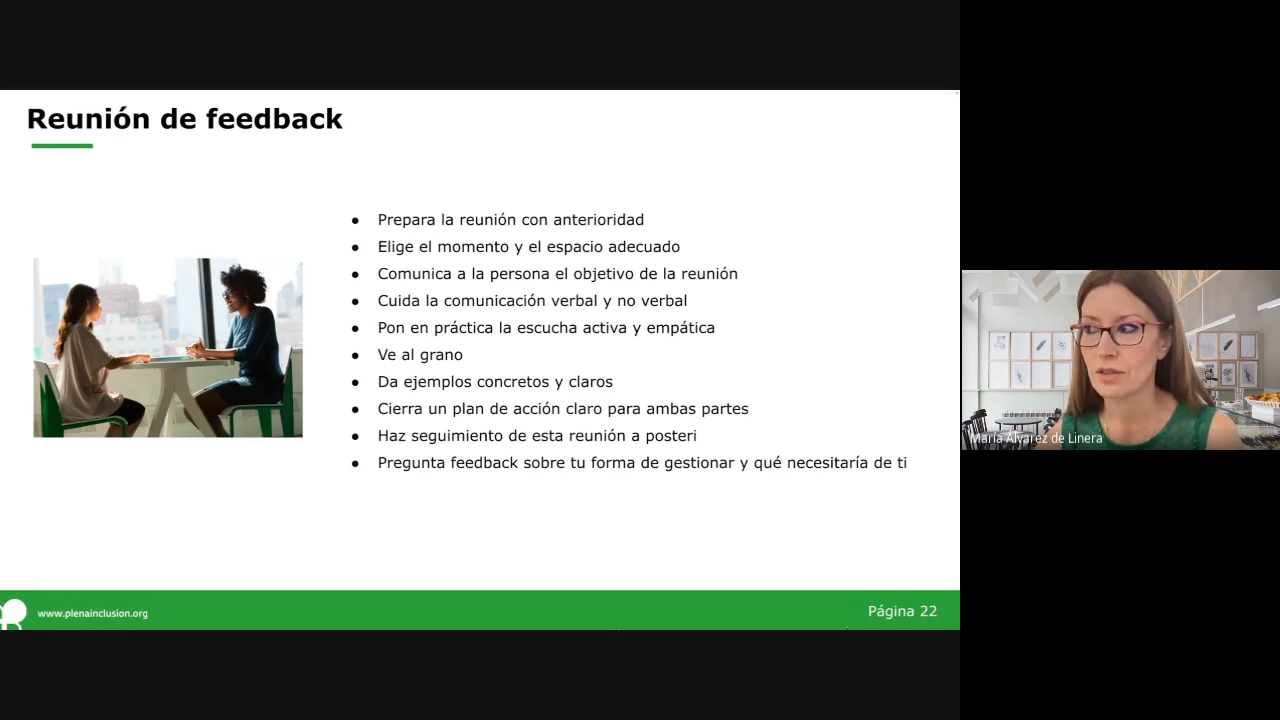 Reunión de feedback
● Prepara la reunión con anterioridad
● Elige el momento y el espacio adecuado
● Comunica a la persona el objetivo de la reunión
● Cuida la comunicación verbal y no verbal
● Pon en práctica la escucha activa y empática
● Ve al grano
● Da ejemplos concretos y claros
● Cierra un plan de acción claro para ambas partes
● Haz seguimiento de esta reunión a posteri
● Pregunta feedback sobre tu forma de gestionar y qué necesitaría de ti
María Álvarez de Linera
www.plenainclusion.org
Página 22